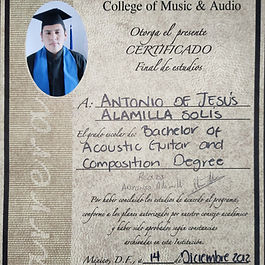 College of Music & Audio
Otorga el presente
CERTIFICADO
Final de estudios
A: ANTONIO DE JESÚS
ALAMILLA SOLIS
El grado escolar de: Bachelor of
Acoustic Guitar and
Composition Degree
Por haber concluido los estudios de acuerdo al programa,
conforme a los planes autorizados por nuestro consejo académico
y haber sido aprobados según constancias
archivadas en esta Institución.
México, D.F., a 14 de Diciembre 2012